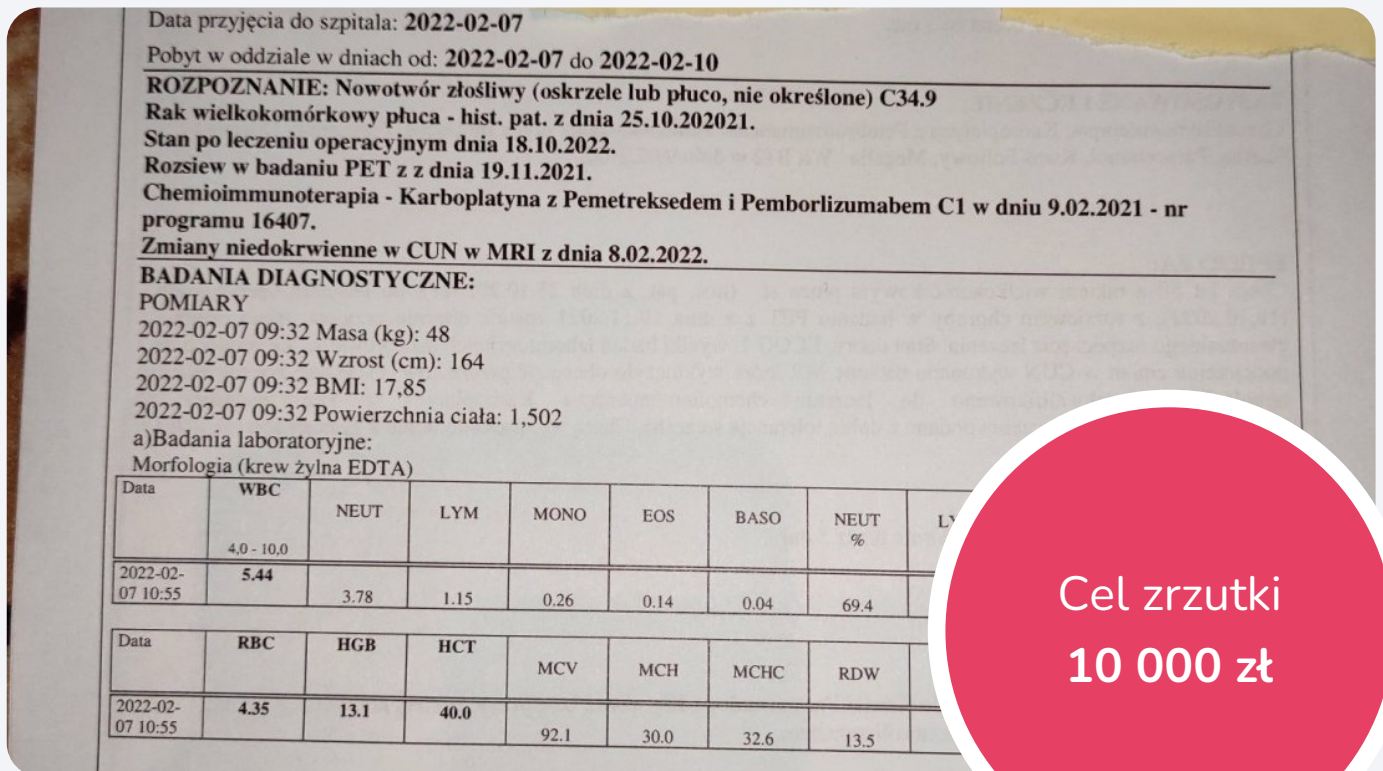 Data przyjęcia do szpitala: 2022-02-07
Pobyt w oddziale w dniach od: 2022-02-07 do 2022-02-10
ROZPOZNANIE: Nowotwór złośliwy (oskrzele lub płuco, nie określone) C34.9
Rak wielkokomórkowy płuca - hist. pat. z dnia 25.10.202021.
Stan po leczeniu operacyjnym dnia 18.10.2022.
Rozsiew w badaniu PET z z dnia 19.11.2021.
Chemioimmunoterapia - Karboplatyna z Pemetreksedem i Pemborlizumabem C1 w dniu 9.02.2021 - nr
programu 16407.
Zmiany niedokrwienne w CUN w MRI z dnia 8.02.2022.
BADANIA DIAGNOSTYCZNE:
POMIARY
2022-02-07 09:32 Masa (kg): 48
2022-02-07 09:32 Wzrost (cm): 164
2022-02-07 09:32 BMI: 17,85
2022-02-07 09:32 Powierzchnia ciała: 1,502
a)Badania laboratoryjne:
Morfologia (krew żylna EDTA)
Data WBC NEUT LYM MONO EOS BASO NEUT %
4,0 - 10,0
2022-02-07 10:55 5.44 3.78 1.15 0.26 0.14 0.04 69.4
Data RBC HGB HCT MCV MCH MCHC RDW
2022-02-07 10:55 4.35 13.1 40.0 92.1 30.0 32.6 13.5
Cel zrzutki
10 000 zł